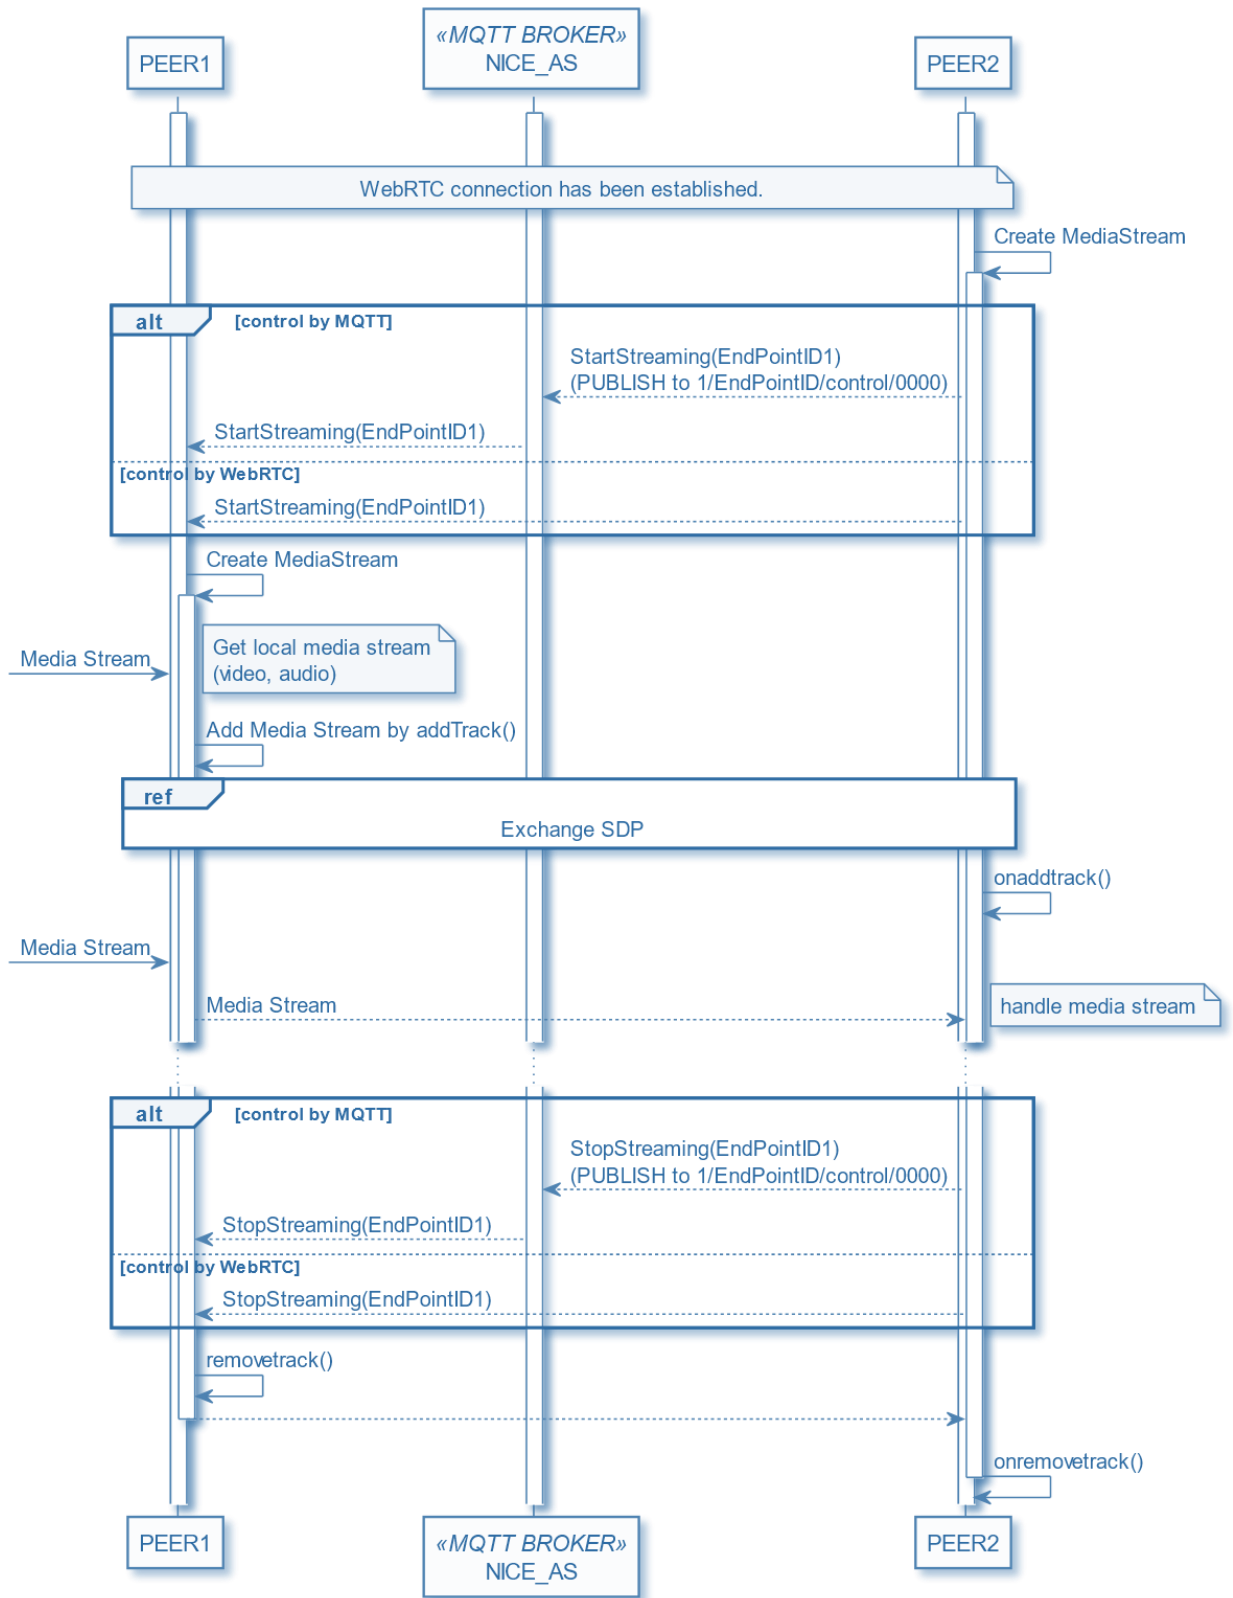 «MQTT BROKER»
PEER1
NICE_AS
PEER2
WebRTC connection has been established.
Create MediaStream
alt
[control by MQTT]
StartStreaming(EndPointID1)
(PUBLISH to 1/EndPointID/control/0000)
StartStreaming(EndPointID1)
[control by WebRTC]
StartStreaming(EndPointID1)
Create MediaStream
Get local media stream
Media Stream
(video, audio)
Add Media Stream by addTrack()
ref
Exchange SDP
onaddtrack()
Media Stream
Media Stream
handle media stream
alt
[control by MQTT]
StopStreaming(EndPointID1)
(PUBLISH to 1/EndPointID/control/0000)
StopStreaming(EndPointID1)
[control by WebRTC]
StopStreaming(EndPointID1)
removetrack()
onremovetrack()
PEER1
«MQTT BROKER»
NICE_AS
PEER2